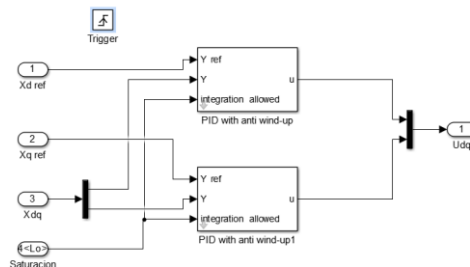 Trigger
1
Xd ref
2
Xq ref
3
Xdq
4<Lo>
Saturacion
Y ref
Y
integration allowed
u
PID with anti wind-up
Y ref
Y
integration allowed
u
PID with anti wind-up1
1
Udq